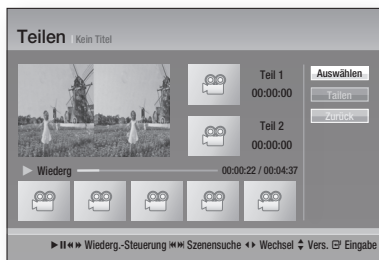 Teilen | Kein Titel
Teil 1
00:00:00
Teil 2
00:00:00
Auswählen
Tailen
Zurück
Wiederg 00:00:22 / 00:04:37
Wiederg.-Steuerung Szenensuche Wechsel Vers. Eingabe